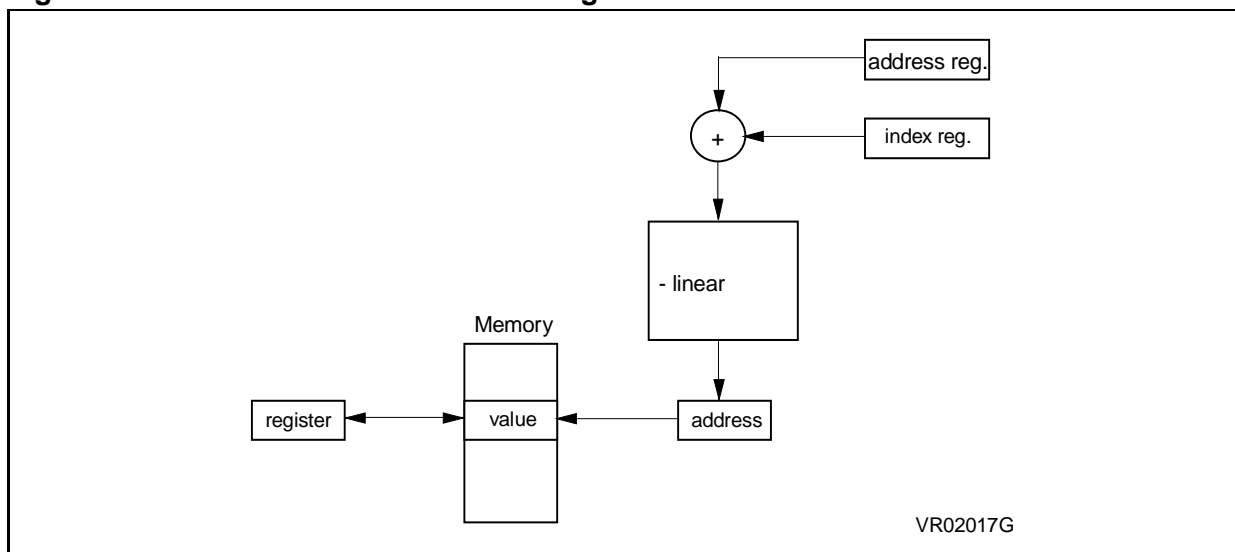 address reg.
+
index reg.
- linear
Memory
register
value
address
VR02017G